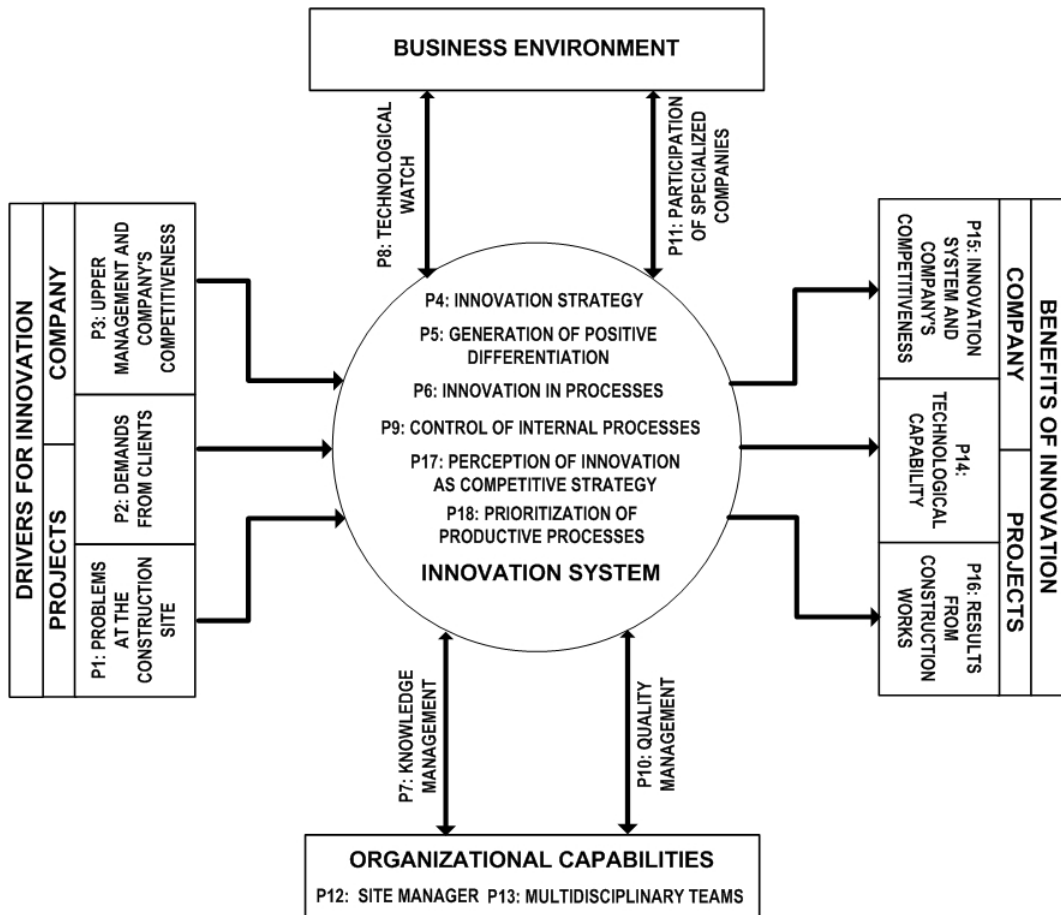 BUSINESS ENVIRONMENT
P8: TECHNOLOGICAL
WATCH
P11: PARTICIPATION
OF SPECIALIZED
COMPANIES
DRIVERS FOR INNOVATION
COMPANY
PROJECTS
P3: UPPER
MANAGEMENT AND
COMPANY'S
COMPETITIVENESS
P2: DEMANDS
FROM CLIENTS
P1: PROBLEMS
AT THE
CONSTRUCTION
SITE
P4: INNOVATION STRATEGY
P5: GENERATION OF POSITIVE
DIFFERENTIATION
P6: INNOVATION IN PROCESSES
P9: CONTROL OF INTERNAL PROCESSES
P17: PERCEPTION OF INNOVATION
AS COMPETITIVE STRATEGY
P18: PRIORITIZATION OF
PRODUCTIVE PROCESSES
INNOVATION SYSTEM
P15: INNOVATION
SYSTEM AND
COMPANY'S
COMPETITIVENESS
P14:
TECHNOLOGICAL
CAPABILITY
P16: RESULTS
FROM
CONSTRUCTION
WORKS
COMPANY
PROJECTS
BENEFITS OF INNOVATION
P7: KNOWLEDGE
MANAGEMENT
P10: QUALITY
MANAGEMENT
ORGANIZATIONAL CAPABILITIES
P12: SITE MANAGER P13: MULTIDISCIPLINARY TEAMS